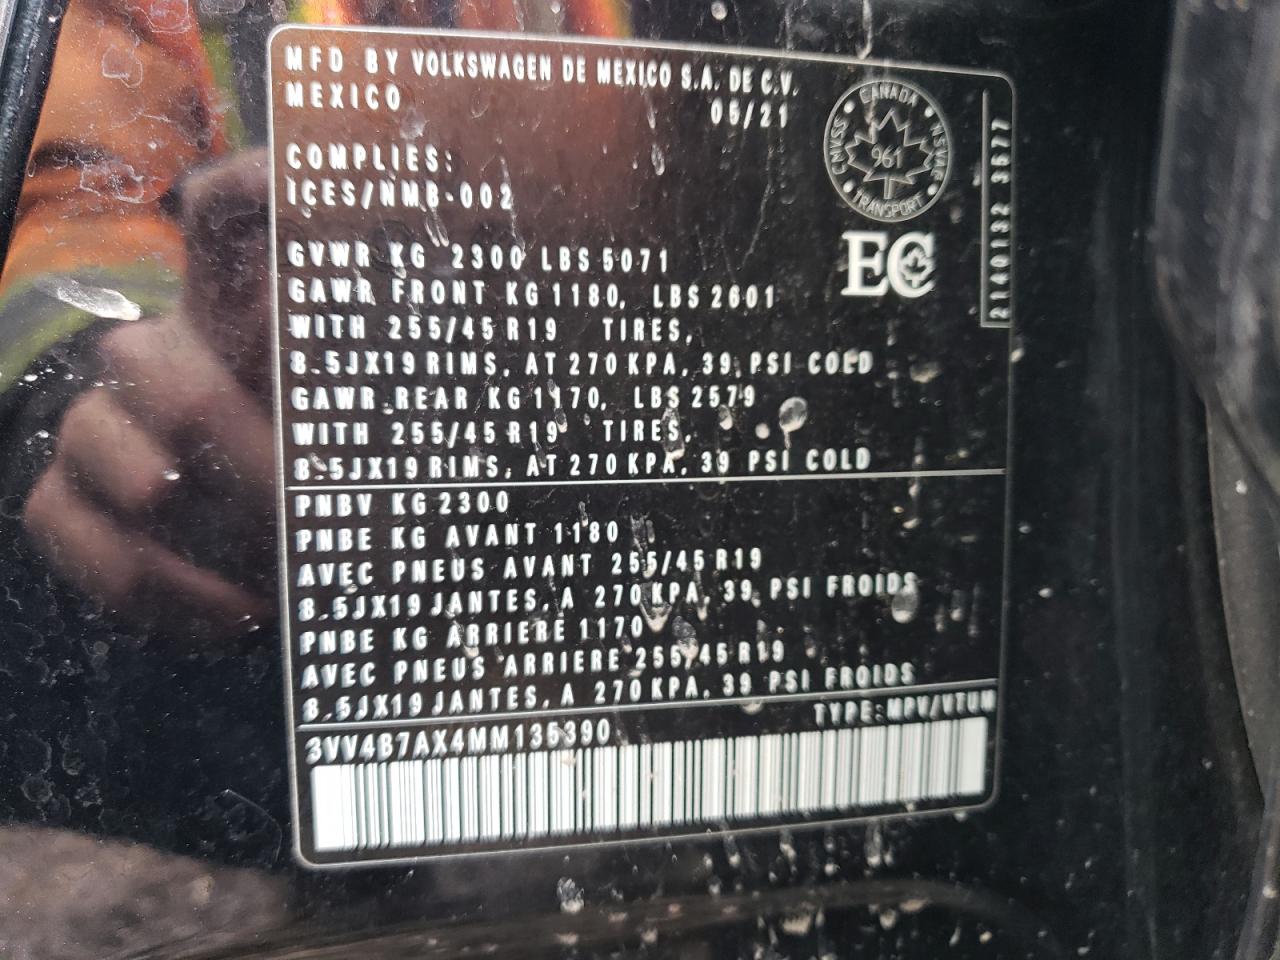 MFD BY VOLKSWAGEN DE MEXICO S.A. DE C.V.
MEXICO 05/21
COMPLIES:
ICES/NMB-002
CANADA
CMVSS NSVAC
961
TRANSPORT
EC
2140132 3677
GVWR KG 2300 LBS 5071
GAWR FRONT KG 1180, LBS 2601
WITH 255/45 R19 TIRES,
8.5JX19 RIMS, AT 270 KPA, 39 PSI COLD
GAWR REAR KG 1170, LBS 2579
WITH 255/45 R19 TIRES,
8.5JX19 RIMS, AT 270 KPA, 39 PSI COLD
PNBV KG 2300
PNBE KG AVANT 1180
AVEC PNEUS AVANT 255/45 R19
8.5JX19 JANTES, A 270 KPA, 39 PSI FROIDS
PNBE KG ARRIERE 1170
AVEC PNEUS ARRIERE 255/45 R19
8.5JX19 JANTES, A 270 KPA, 39 PSI FROIDS
TYPE: MPV/VTUM
3VV4B7AX4MM135390